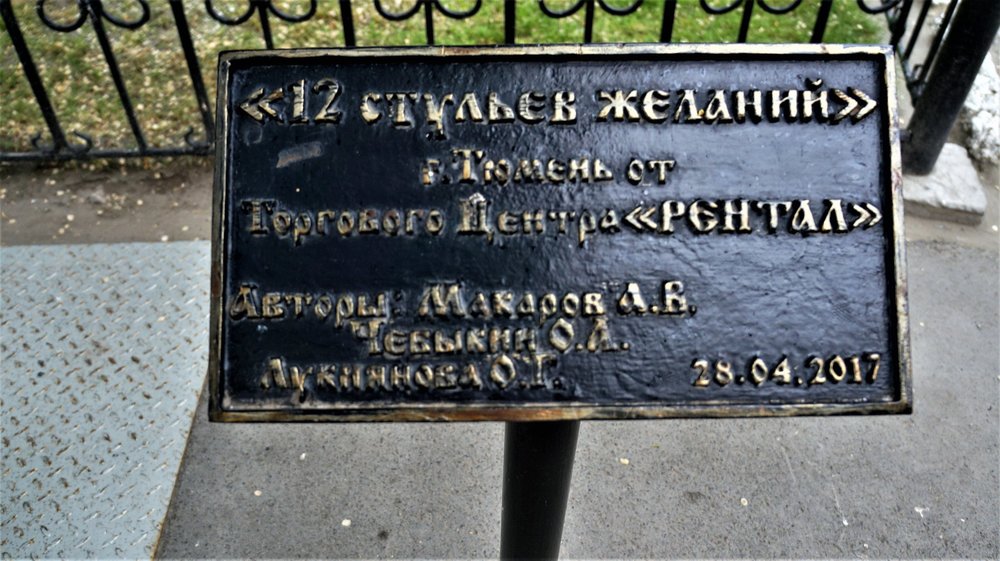 «12 стульев желаний»
г.Тюмень от
Торгового Центра «РЕНТАЛ»
Авторы: Макаров А.В.
Чебыкин О.А.
Лукиянова О.Г.
28.04.2017